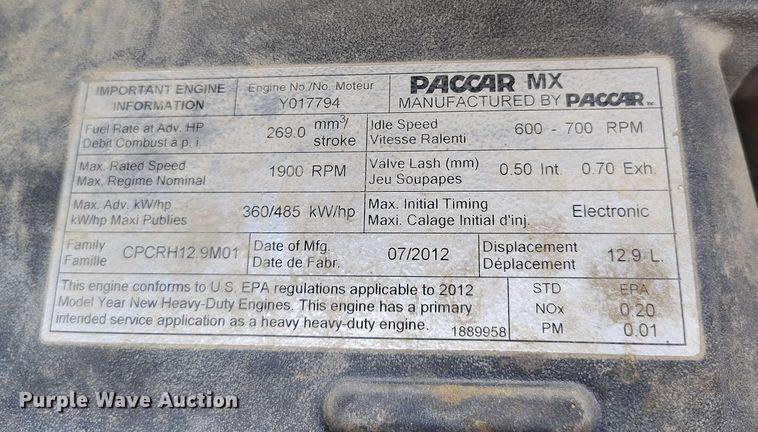 IMPORTANT ENGINE
INFORMATION
Engine No./No. Moteur
Y017794
PACCAR MX
MANUFACTURED BY PACCAR INC
Fuel Rate at Adv. HP
Debit Combust à p. i.
269.0 mm³/
stroke
Idle Speed
Vitesse Ralenti
600 - 700 RPM
Max. Rated Speed
Max. Regime Nominal
1900 RPM
Valve Lash (mm)
Jeu Soupapes
0.50 Int. 0.70 Exh.
Max. Adv. kW/hp
kW/hp Maxi Publies
360/485 kW/hp
Max. Initial Timing
Maxi. Calage Initial d'inj.
Electronic
Family
Famille
CPCRH12.9M01
Date of Mfg.
Date de Fabr.
07/2012
Displacement
Déplacement
12.9 L.
This engine conforms to U.S. EPA regulations applicable to 2012
Model Year New Heavy-Duty Engines. This engine has a primary
intended service application as a heavy heavy-duty engine. 1889958
STD EPA
NOx 0.20
PM 0.01
Purple Wave Auction